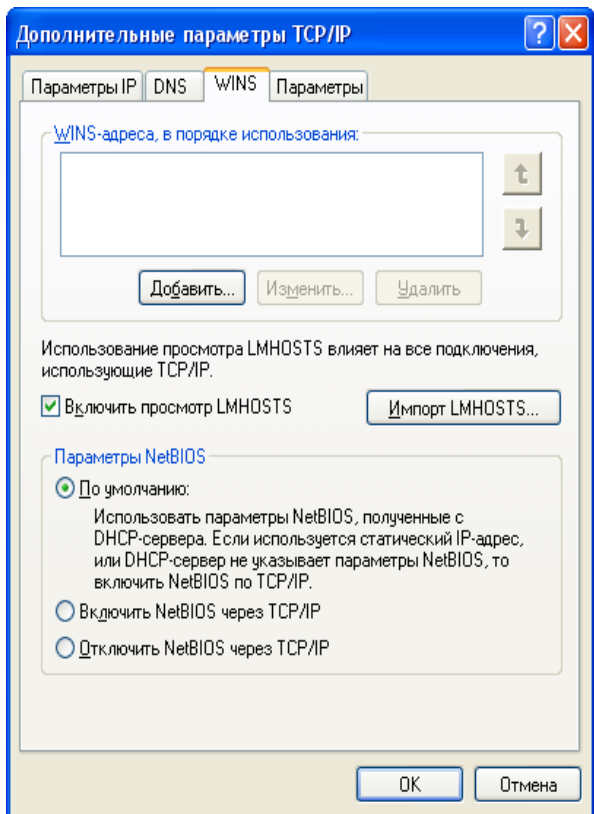 Дополнительные параметры TCP/IP
Параметры IP DNS WINS Параметры
WINS-адреса, в порядке использования:
Добавить... Изменить... Удалить
Использование просмотра LMHOSTS влияет на все подключения,
использующие TCP/IP.
Включить просмотр LMHOSTS Импорт LMHOSTS...
Параметры NetBIOS
По умолчанию:
Использовать параметры NetBIOS, полученные с
DHCP-сервера. Если используется статический IP-адрес,
или DHCP-сервер не указывает параметры NetBIOS, то
включить NetBIOS по TCP/IP.
Включить NetBIOS через TCP/IP
Отключить NetBIOS через TCP/IP
OK Отмена